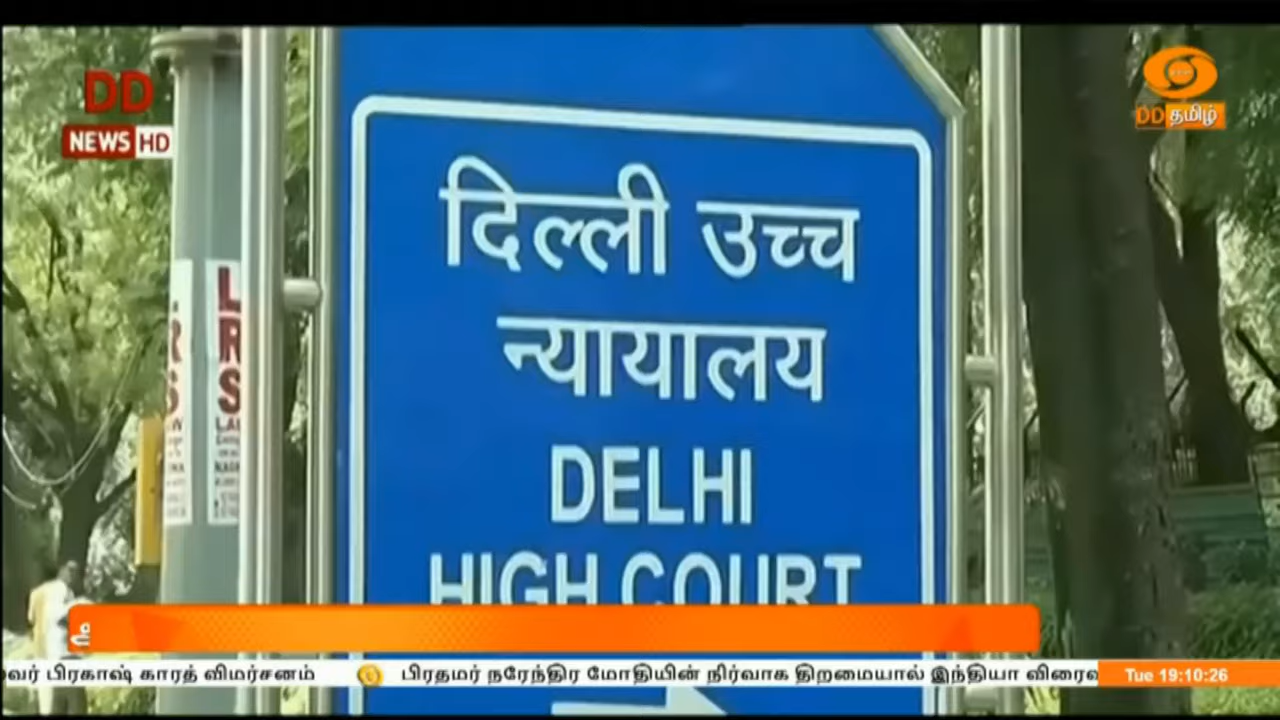 DD
NEWS HD
DD தமிழ்
दिल्ली उच्च
न्यायालय
DELHI
HIGH COURT
L
R
S
பிரகாஷ் காரத் விமர்சனம்
பிரதமர் நரேந்திர மோதியின் நிர்வாக திறமையால் இந்தியா
Tue 19:10:26